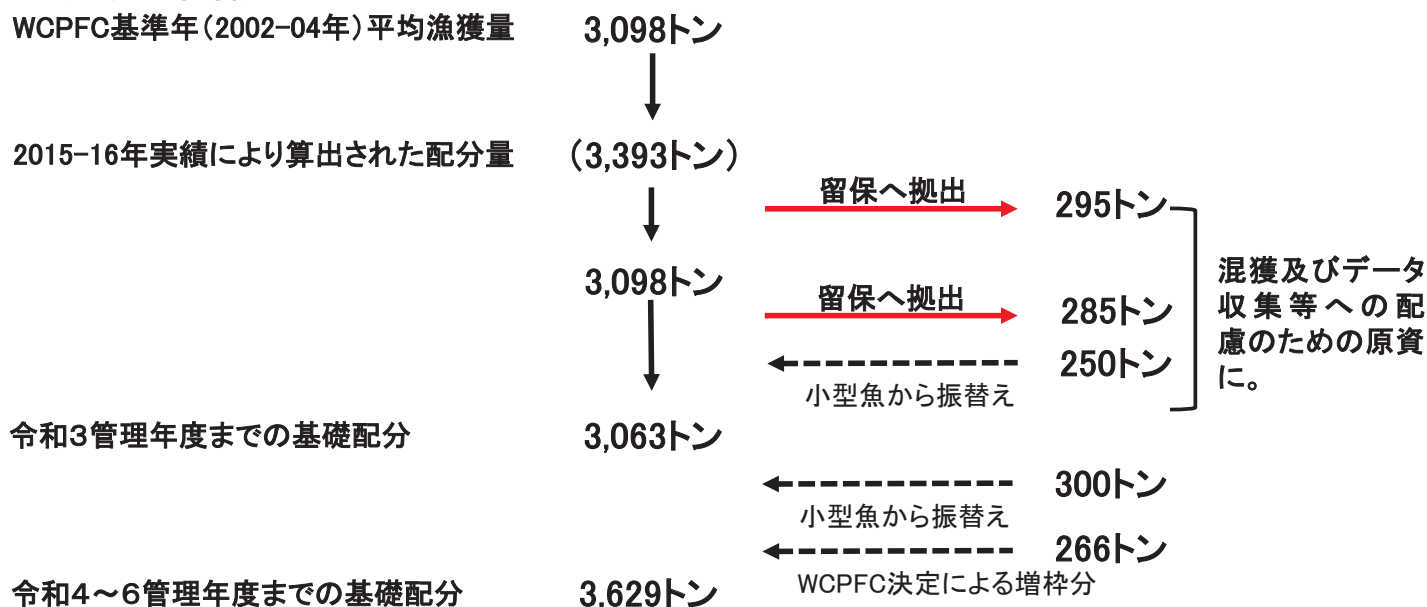 WCPFC基準年（2002-04年）平均漁獲量 3,098トン
2015-16年実績により算出された配分量 （3,393トン）
留保へ拠出 295トン
3,098トン
留保へ拠出 285トン
250トン
小型魚から振替え
混獲及びデータ
収集等への配
慮のための原資
に。
令和３管理年度までの基礎配分 3,063トン
300トン
小型魚から振替え
266トン
WCPFC決定による増枠分
令和４～６管理年度までの基礎配分 3,629トン